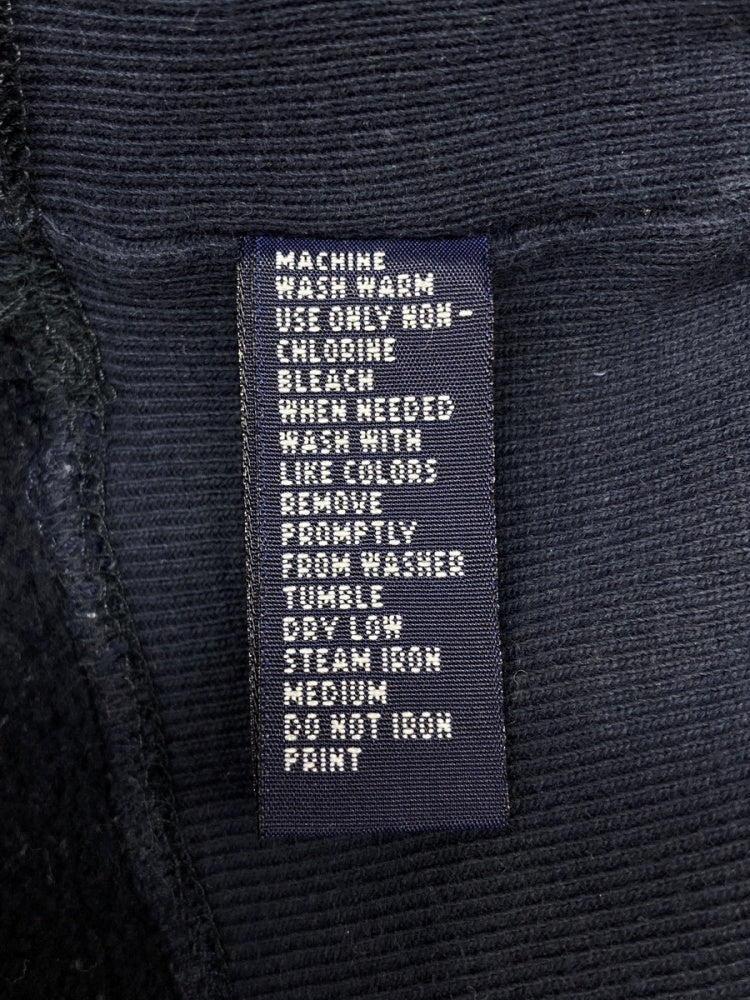 MACHINE
WASH WARM
USE ONLY NON-
CHLORINE
BLEACH
WHEN NEEDED
WASH WITH
LIKE COLORS
REMOVE
PROMPTLY
FROM WASHER
TUMBLE
DRY LOW
STEAM IRON
MEDIUM
DO NOT IRON
PRINT